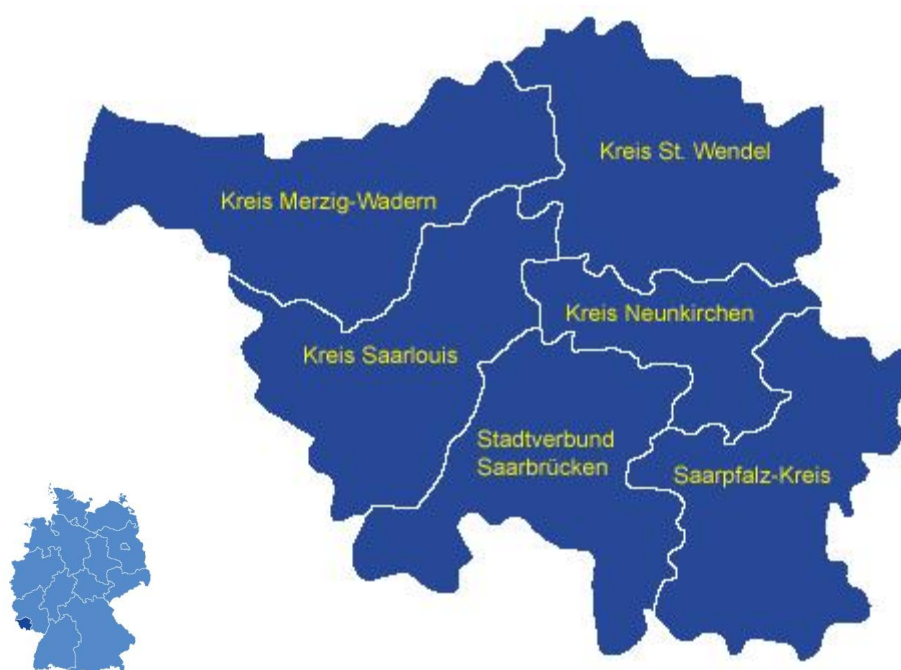 Kreis St. Wendel
Kreis Merzig-Wadern
Kreis Neunkirchen
Kreis Saarlouis
Stadtverbund
Saarbrücken
Saarpfalz-Kreis